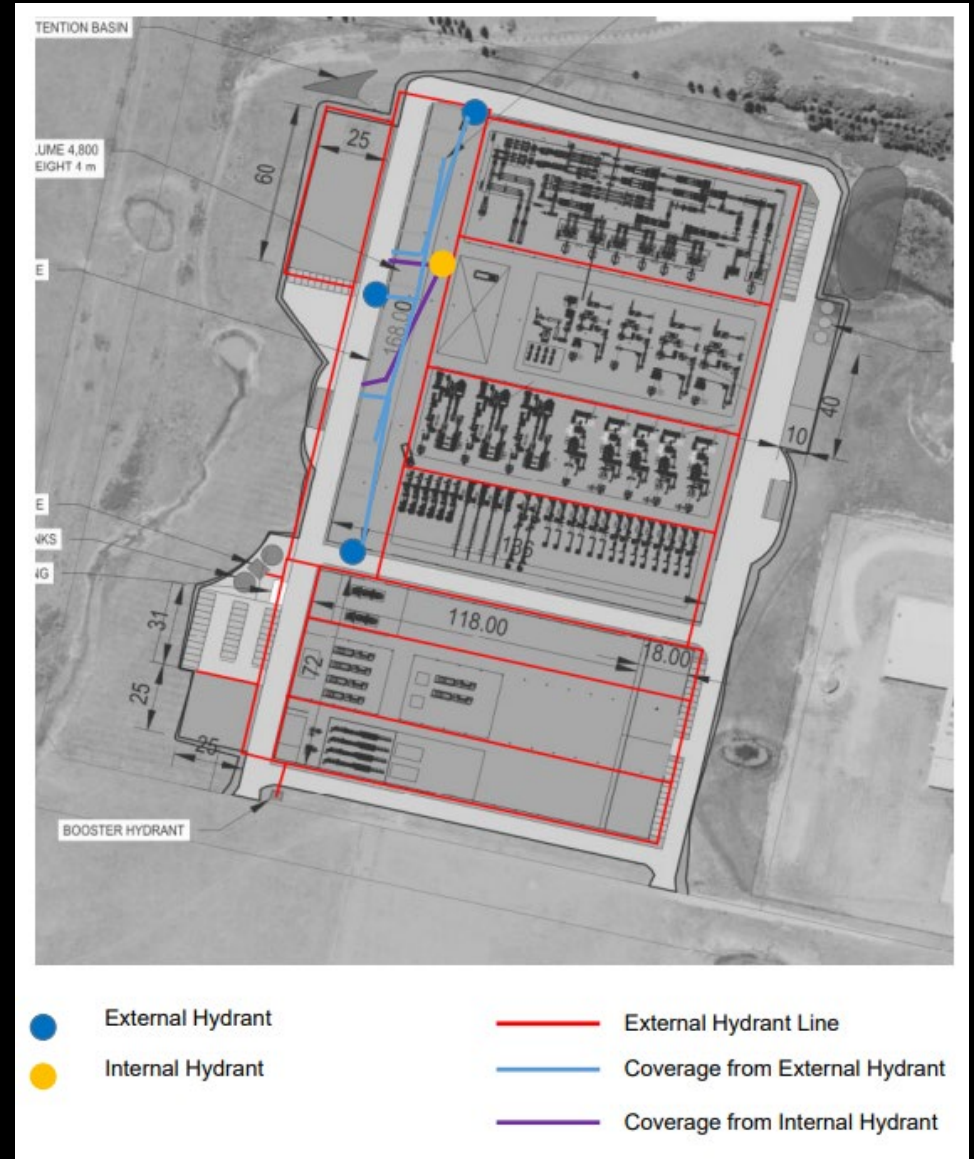 TENTION BASIN
25
LUME 4,800
EIGHT 4 m
60
E
168.00
40
10
E
NKS
NG
136
118.00
18.00
31
72
25
25
BOOSTER HYDRANT
External Hydrant
External Hydrant Line
Internal Hydrant
Coverage from External Hydrant
Coverage from Internal Hydrant